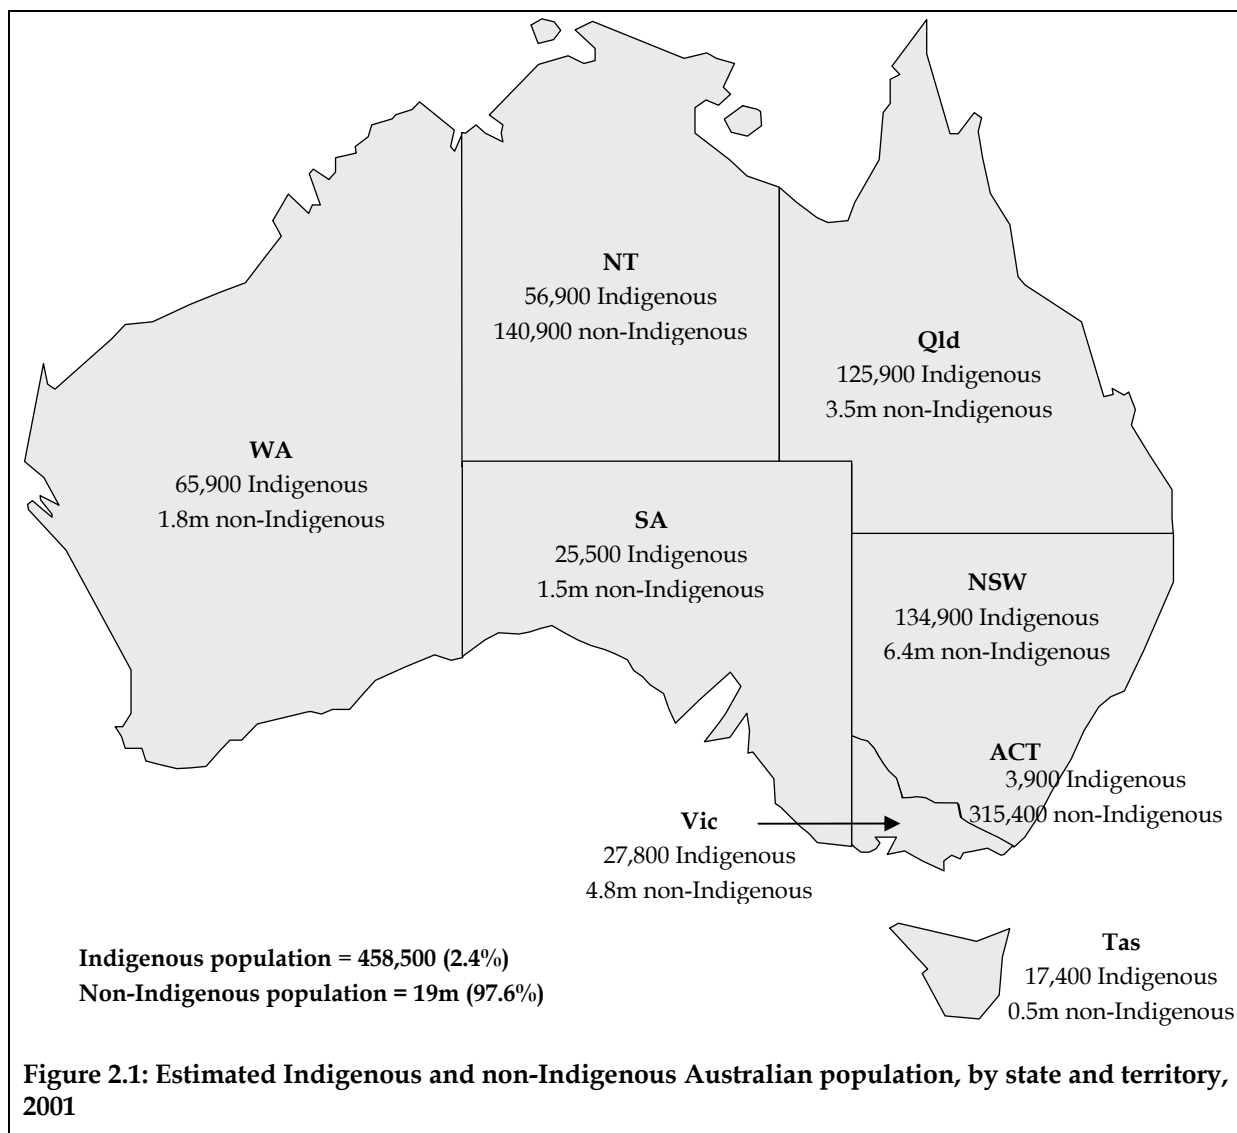 NT
56,900 Indigenous
140,900 non-Indigenous
Qld
125,900 Indigenous
3.5m non-Indigenous
WA
65,900 Indigenous
1.8m non-Indigenous
SA
25,500 Indigenous
1.5m non-Indigenous
NSW
134,900 Indigenous
6.4m non-Indigenous
ACT
3,900 Indigenous
315,400 non-Indigenous
Vic
27,800 Indigenous
4.8m non-Indigenous
Tas
17,400 Indigenous
0.5m non-Indigenous
Indigenous population = 458,500 (2.4%)
Non-Indigenous population = 19m (97.6%)
Figure 2.1: Estimated Indigenous and non-Indigenous Australian population, by state and territory,
2001